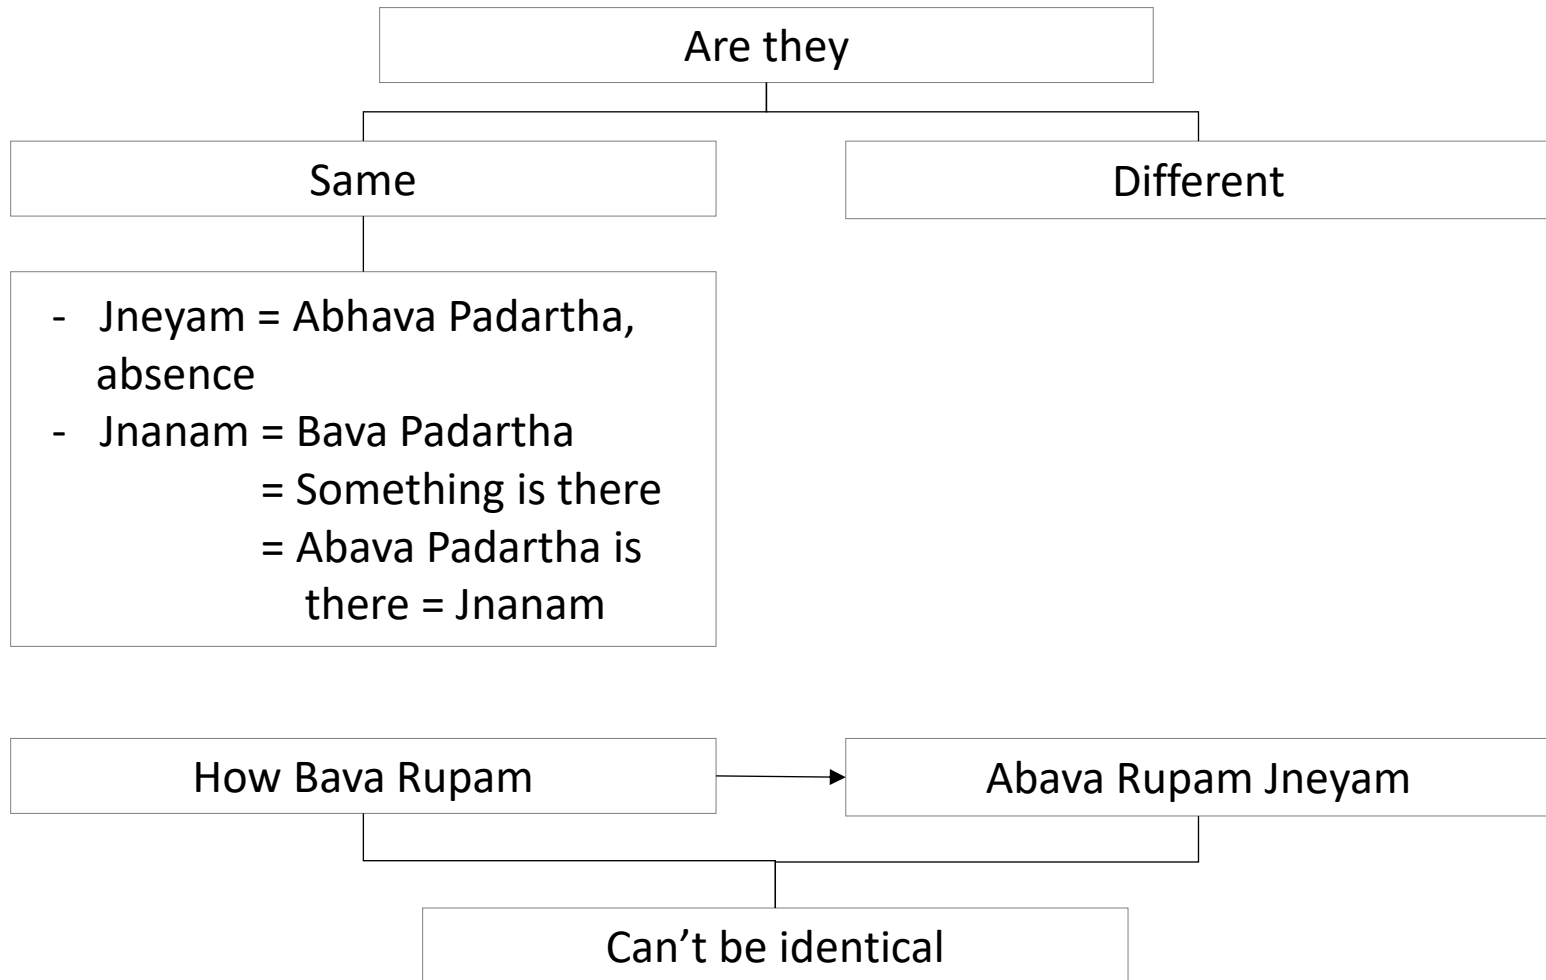 Are they
Same
Different
- Jneyam = Abhava Padartha,
absence
- Jnanam = Bava Padartha
= Something is there
= Abava Padartha is
there = Jnanam
How Bava Rupam
Abava Rupam Jneyam
Can’t be identical